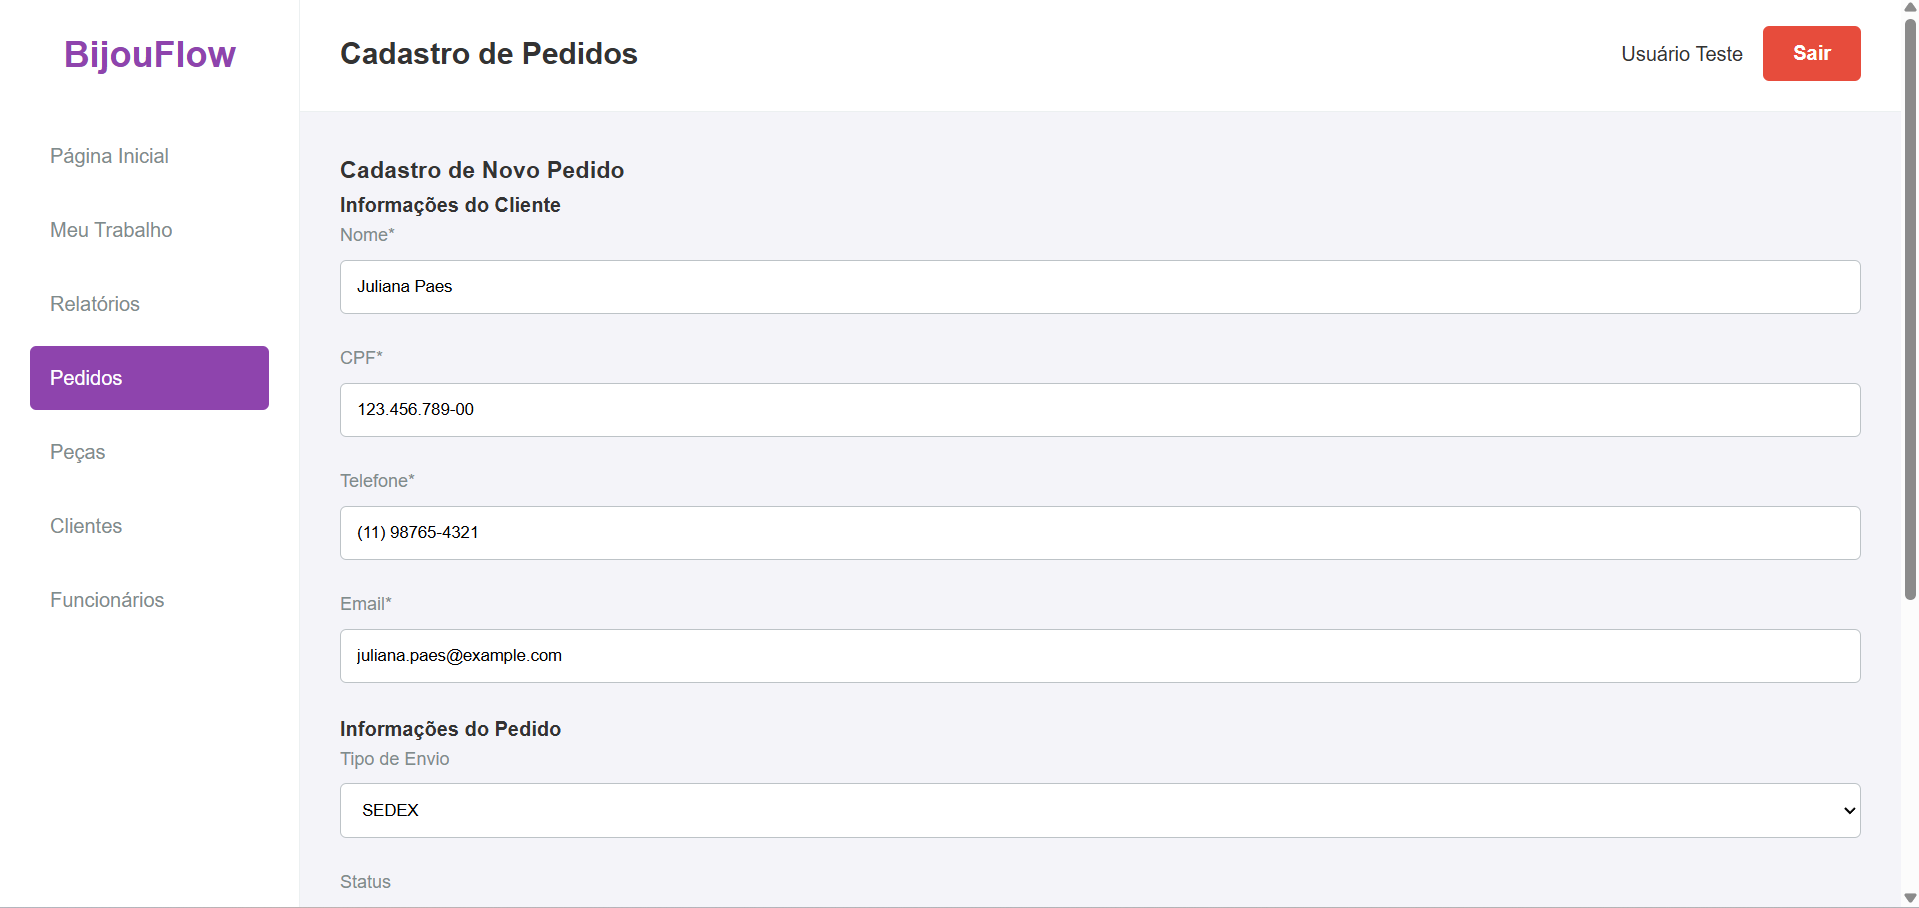 BijouFlow
Página Inicial
Meu Trabalho
Relatórios
Pedidos
Peças
Clientes
Funcionários
Cadastro de Pedidos
Usuário Teste
Sair
Cadastro de Novo Pedido
Informações do Cliente
Nome*
Juliana Paes
CPF*
123.456.789-00
Telefone*
(11) 98765-4321
Email*
juliana.paes@example.com
Informações do Pedido
Tipo de Envio
SEDEX
Status